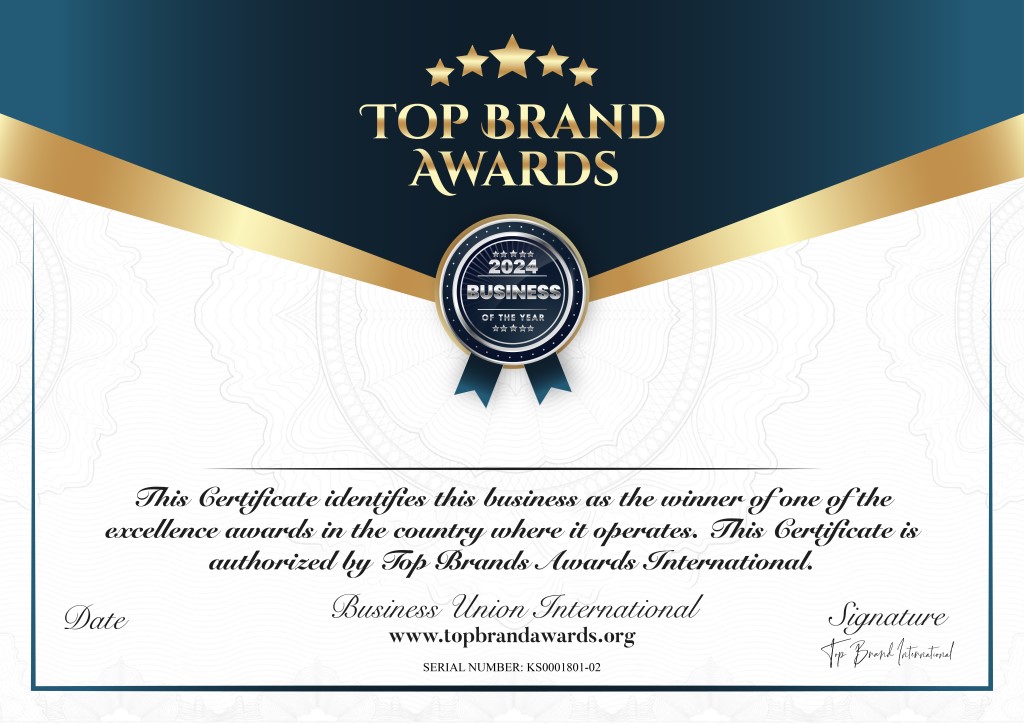 TOP BRAND
AWARDS
2024
BUSINESS
OF THE YEAR
This Certificate identifies this business as the winner of one of the
excellence awards in the country where it operates. This Certificate is
authorized by Top Brands Awards International.
Date
Business Union International
Signature
www.topbrandawards.org
Top Brand International
SERIAL NUMBER: KS0001801-02